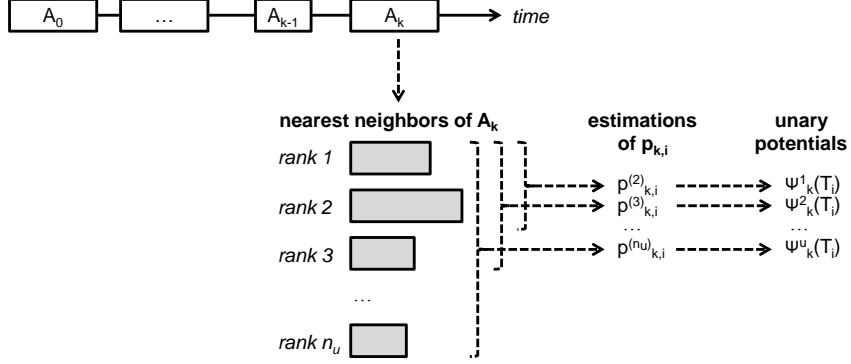 A₀ … Aₖ₋₁ Aₖ time
nearest neighbors of Aₖ estimations of pₖ,ᵢ unary potentials
rank 1
rank 2
rank 3
…
rank nᵤ
p⁽²⁾ₖ,ᵢ Ψ¹ₖ(Tᵢ)
p⁽³⁾ₖ,ᵢ Ψ²ₖ(Tᵢ)
… …
p⁽ⁿᵘ⁾ₖ,ᵢ Ψᵘₖ(Tᵢ)